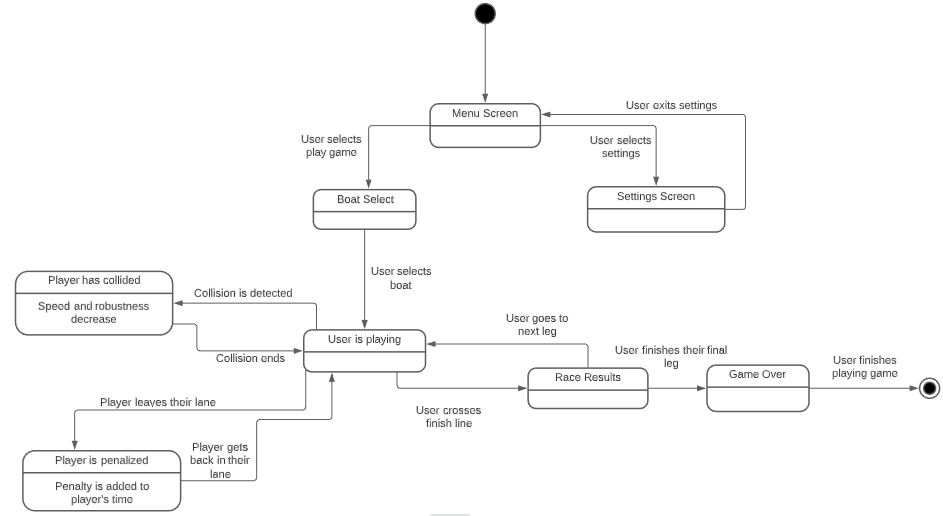 Menu Screen
User exits settings
User selects
play game
User selects
settings
Boat Select
Settings Screen
User selects
boat
Player has collided
Speed and robustness
decrease
Collision is detected
Collision ends
User is playing
User goes to
next leg
User finishes their final
leg
Race Results
Game Over
User finishes
playing game
User crosses
finish line
Player leaves their lane
Player gets
back in their
lane
Player is penalized
Penalty is added to
player's time